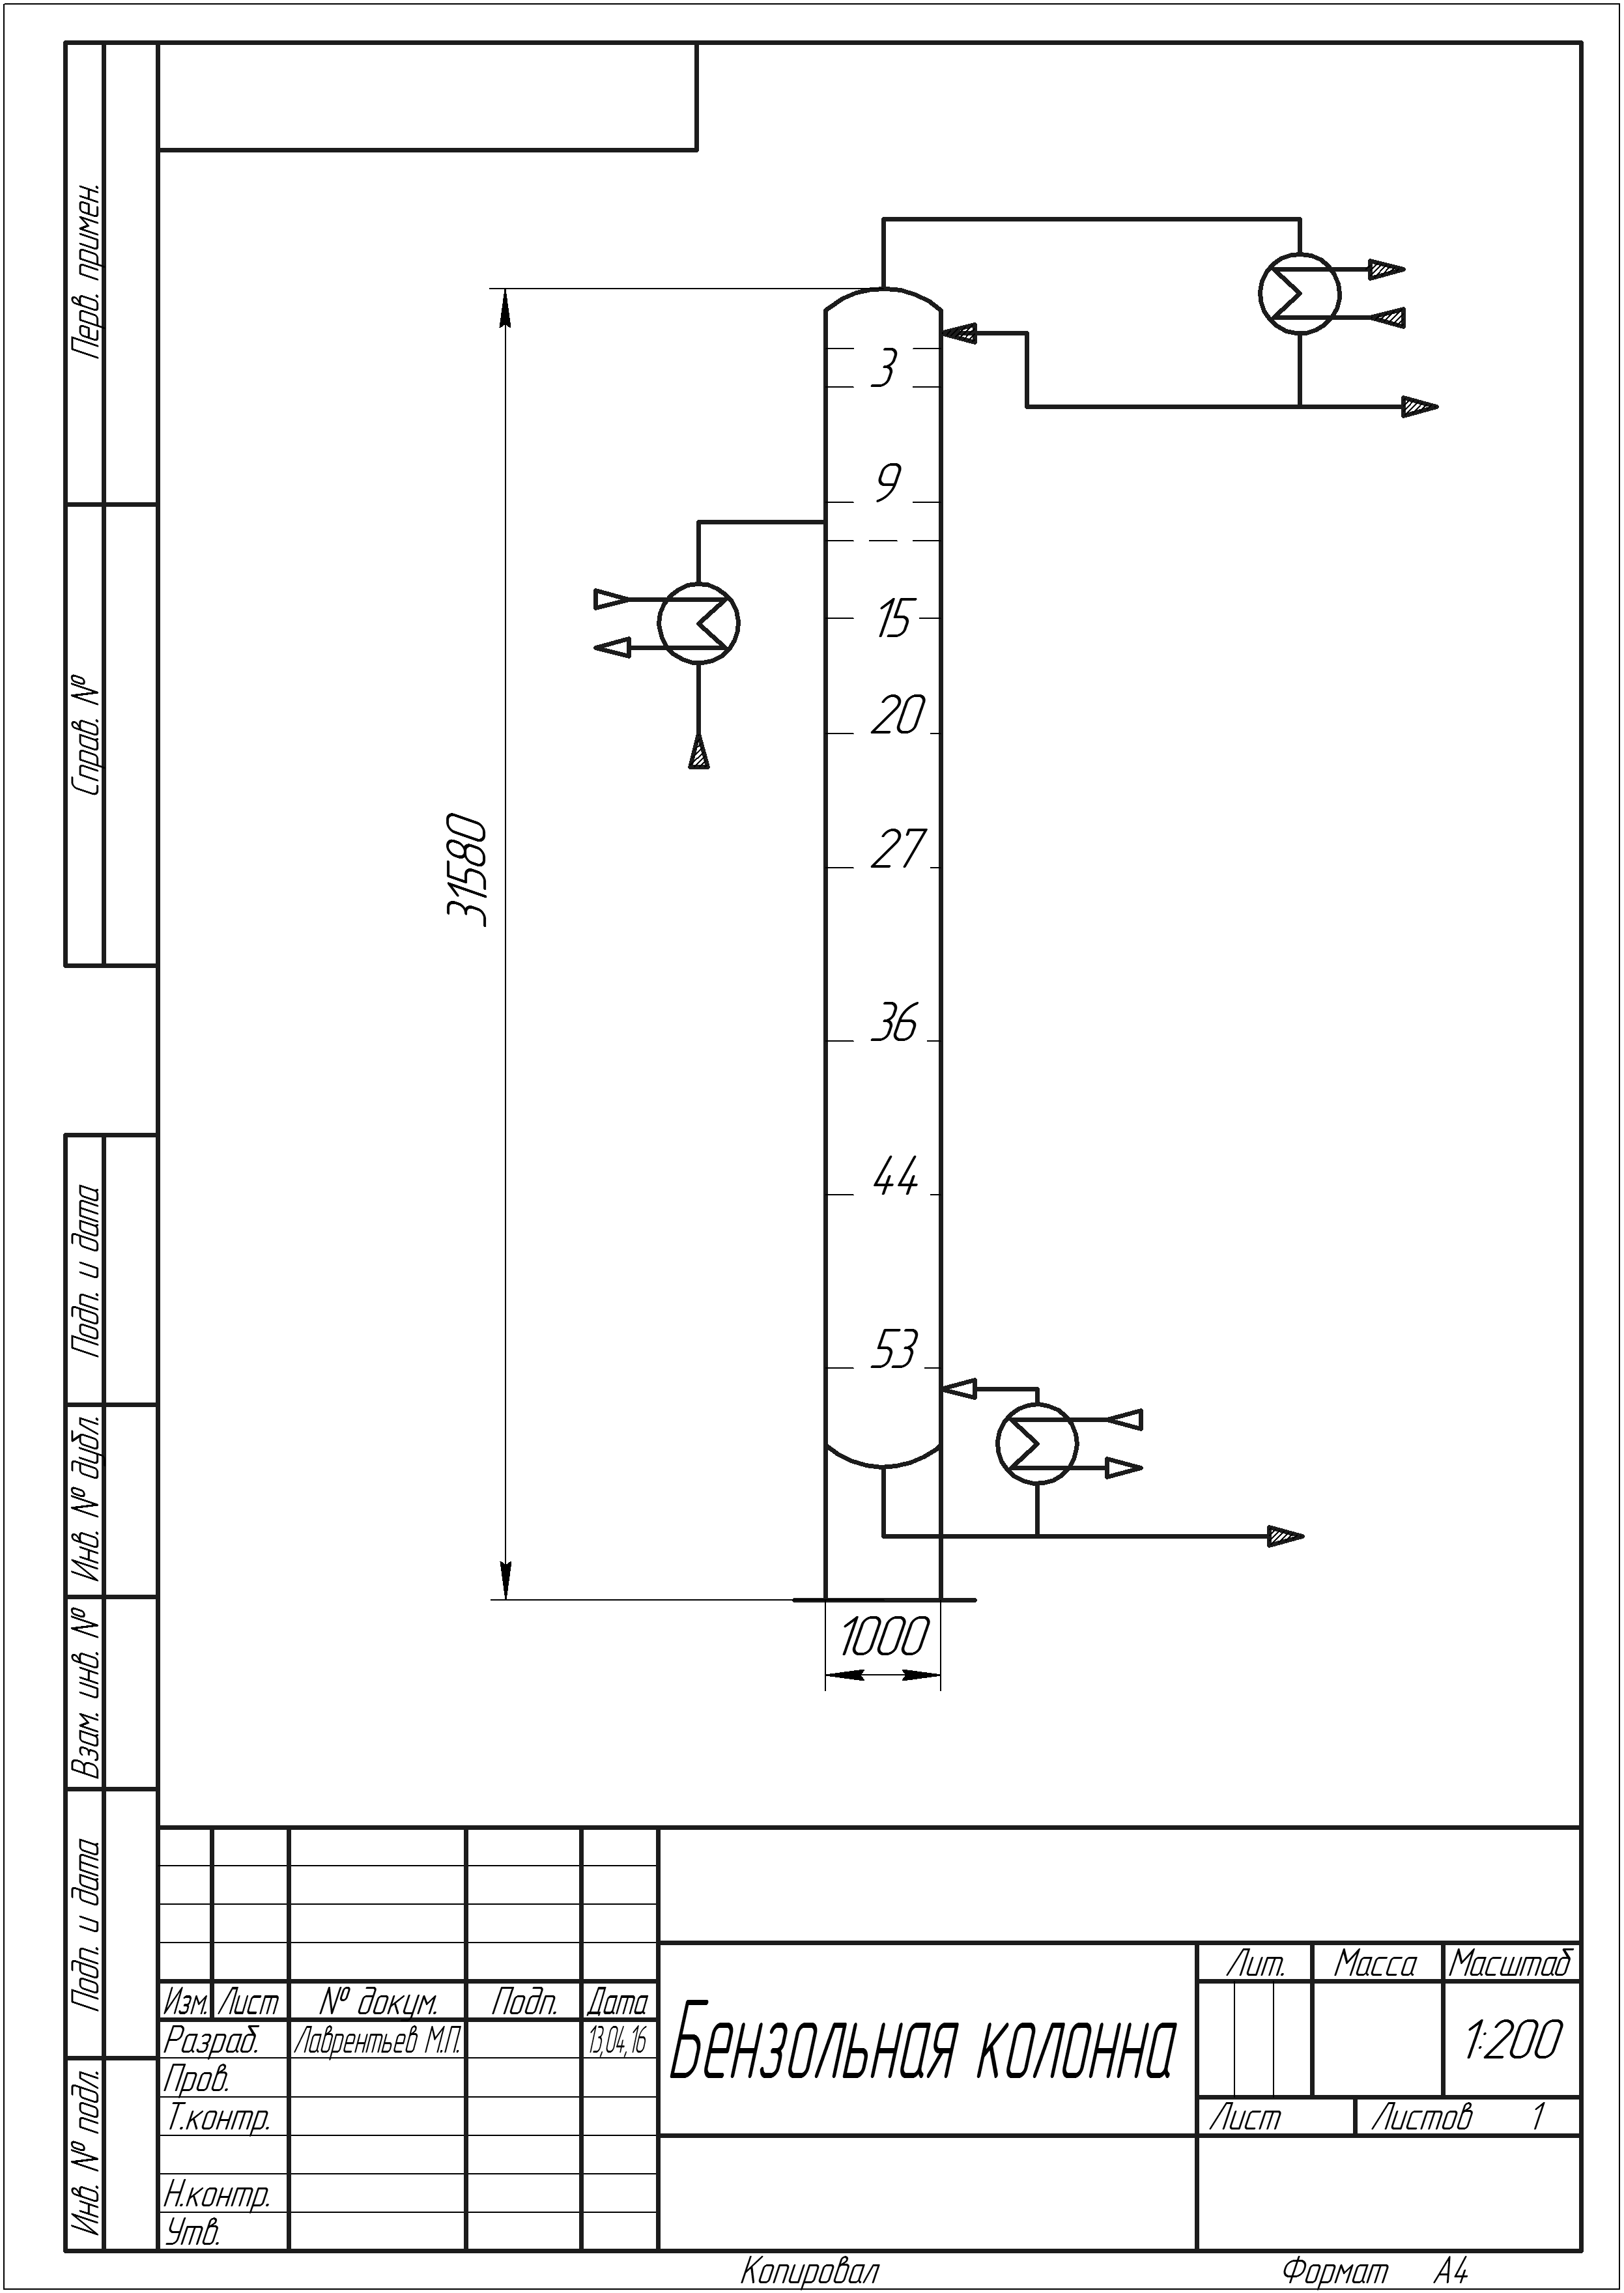 Перв. примен.
Справ. №
Подп. и дата
Инв. № дубл.
Взам. инв. №
Подп. и дата
Инв. № подл.
3
9
15
20
27
36
44
53
31580
1000
Изм. Лист № докум. Подп. Дата
Разраб. Лаврентьев М.П. 13,04,16
Пров.
Т.контр.
Н.контр.
Утв.
Бензольная колонна
Лит. Масса Масштаб
1:200
Лист Листов 1
Копировал Формат А4